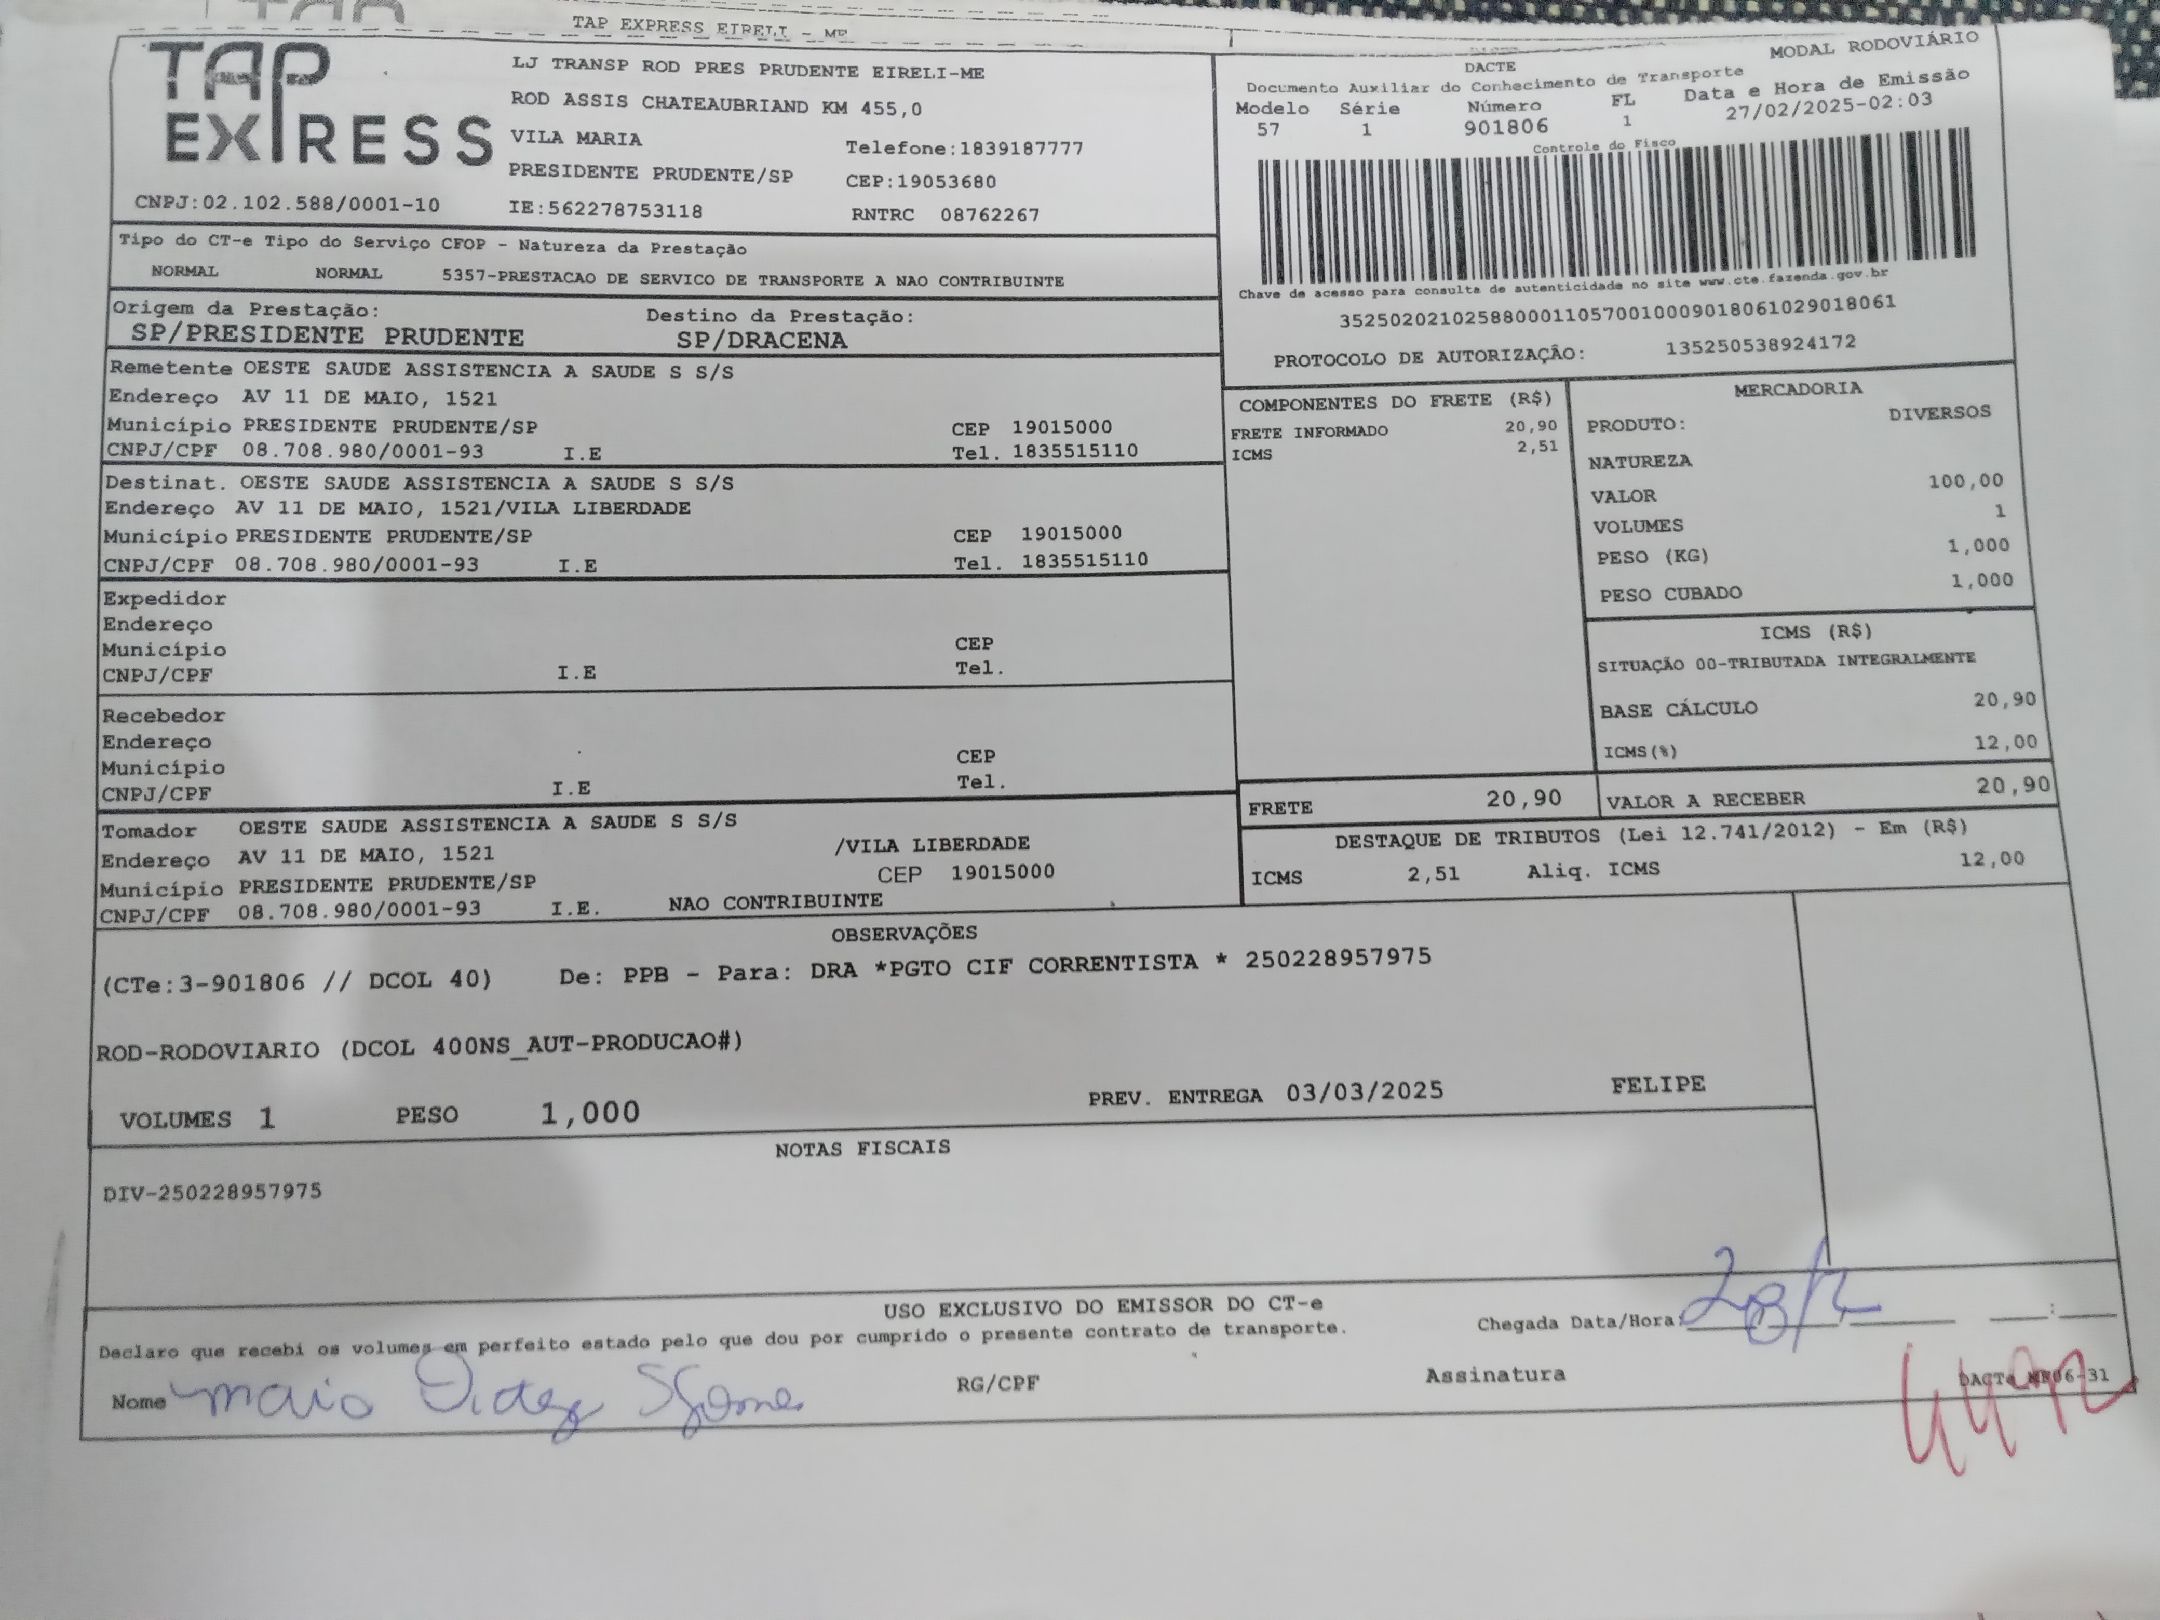 TAP EXPRESS EIRELI - ME
TAP EXPRESS
LJ TRANSP ROD PRES PRUDENTE EIRELI-ME
ROD ASSIS CHATEAUBRIAND KM 455,0
VILA MARIA Telefone:1839187777
PRESIDENTE PRUDENTE/SP CEP:19053680
CNPJ:02.102.588/0001-10 IE:562278753118 RNTRC 08762267
DACTE MODAL RODOVIÁRIO
Documento Auxiliar do Conhecimento de Transporte
Modelo Série Número FL Data e Hora de Emissão
57 1 901806 1 27/02/2025-02:03
Controle do Fisco
Chave de acesso para consulta de autenticidade no site www.cte.fazenda.gov.br
35250202102588000110570010009018061029018061
PROTOCOLO DE AUTORIZAÇÃO: 135250538924172
Tipo do CT-e Tipo do Serviço CFOP - Natureza da Prestação
NORMAL NORMAL 5357-PRESTACAO DE SERVICO DE TRANSPORTE A NAO CONTRIBUINTE
Origem da Prestação: Destino da Prestação:
SP/PRESIDENTE PRUDENTE SP/DRACENA
Remetente OESTE SAUDE ASSISTENCIA A SAUDE S S/S
Endereço AV 11 DE MAIO, 1521
Município PRESIDENTE PRUDENTE/SP CEP 19015000
CNPJ/CPF 08.708.980/0001-93 I.E Tel. 1835515110
Destinat. OESTE SAUDE ASSISTENCIA A SAUDE S S/S
Endereço AV 11 DE MAIO, 1521/VILA LIBERDADE
Município PRESIDENTE PRUDENTE/SP CEP 19015000
CNPJ/CPF 08.708.980/0001-93 I.E Tel. 1835515110
Expedidor
Endereço
Município CEP
CNPJ/CPF I.E Tel.
Recebedor
Endereço
Município CEP
CNPJ/CPF I.E Tel.
Tomador OESTE SAUDE ASSISTENCIA A SAUDE S S/S
Endereço AV 11 DE MAIO, 1521 /VILA LIBERDADE
Município PRESIDENTE PRUDENTE/SP CEP 19015000
CNPJ/CPF 08.708.980/0001-93 I.E. NAO CONTRIBUINTE
COMPONENTES DO FRETE (R$)
FRETE INFORMADO 20,90
ICMS 2,51
MERCADORIA
PRODUTO: DIVERSOS
NATUREZA
VALOR 100,00
VOLUMES 1
PESO (KG) 1,000
PESO CUBADO 1,000
ICMS (R$)
SITUAÇÃO 00-TRIBUTADA INTEGRALMENTE
BASE CÁLCULO 20,90
ICMS(%) 12,00
FRETE 20,90 VALOR A RECEBER 20,90
DESTAQUE DE TRIBUTOS (Lei 12.741/2012) - Em (R$)
ICMS 2,51 Aliq. ICMS 12,00
OBSERVAÇÕES
(CTe:3-901806 // DCOL 40) De: PPB - Para: DRA *PGTO CIF CORRENTISTA * 250228957975
ROD-RODOVIARIO (DCOL 400NS_AUT-PRODUCAO#)
VOLUMES 1 PESO 1,000 PREV. ENTREGA 03/03/2025 FELIPE
NOTAS FISCAIS
DIV-250228957975
USO EXCLUSIVO DO EMISSOR DO CT-e
Declaro que recebi os volumes em perfeito estado pelo que dou por cumprido o presente contrato de transporte. Chegada Data/Hora: :
Nome RG/CPF Assinatura